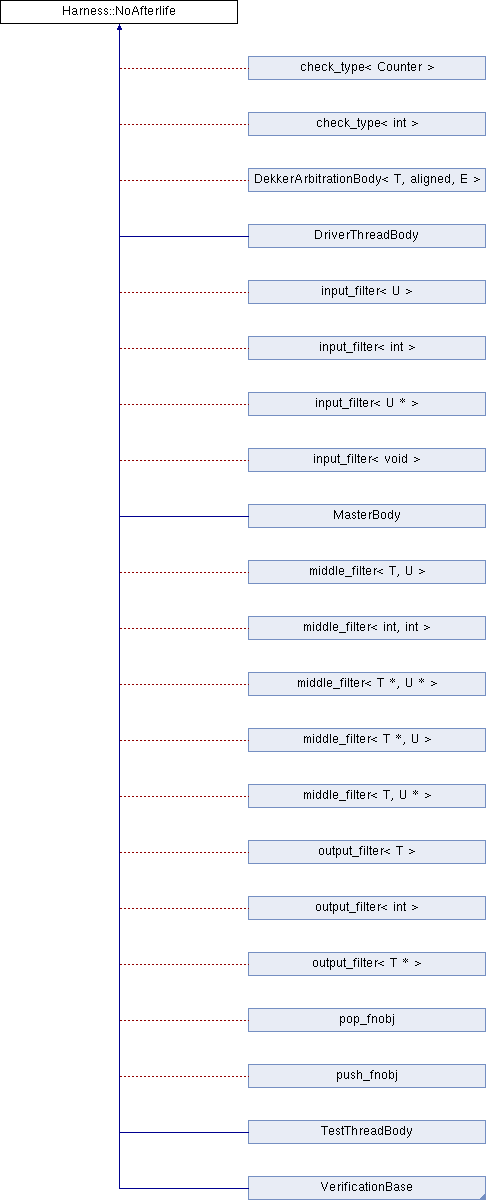 Harness::NoAfterlife
check_type< Counter >
check_type< int >
DekkerArbitrationBody< T, aligned, E >
DriverThreadBody
input_filter< U >
input_filter< int >
input_filter< U * >
input_filter< void >
MasterBody
middle_filter< T, U >
middle_filter< int, int >
middle_filter< T *, U * >
middle_filter< T *, U >
middle_filter< T, U * >
output_filter< T >
output_filter< int >
output_filter< T * >
pop_fnobj
push_fnobj
TestThreadBody
VerificationBase